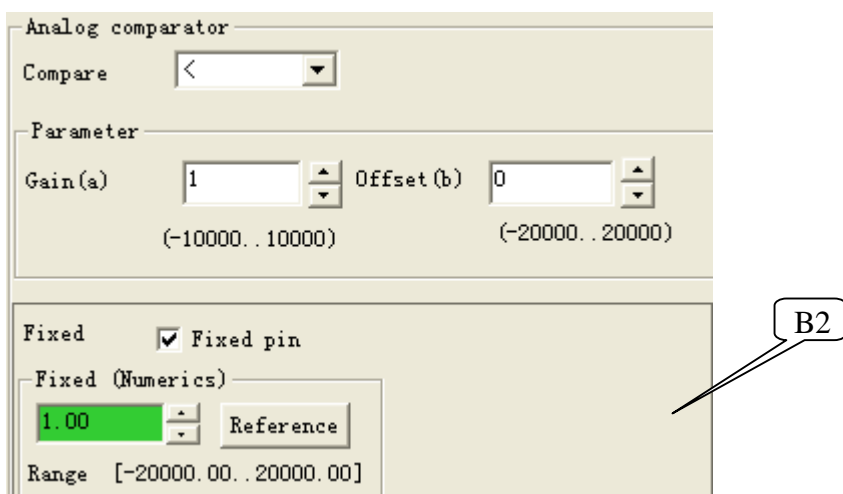 Analog comparator
Compare <
Parameter
Gain(a) 1 Offset(b) 0
(-10000..10000) (-20000..20000)
B2
Fixed Fixed pin
Fixed (Numerics)
1.00 Reference
Range [-20000.00..20000.00]